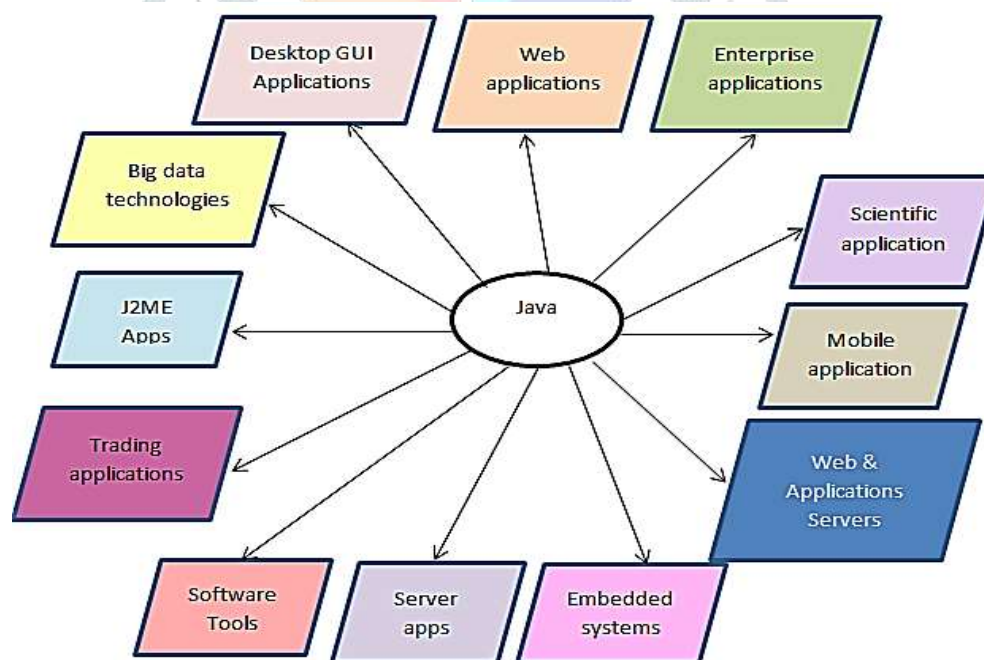 Desktop GUI
Applications
Web
applications
Enterprise
applications
Big data
technologies
Scientific
application
J2ME
Apps
Java
Mobile
application
Trading
applications
Web &
Applications
Servers
Software
Tools
Server
apps
Embedded
systems